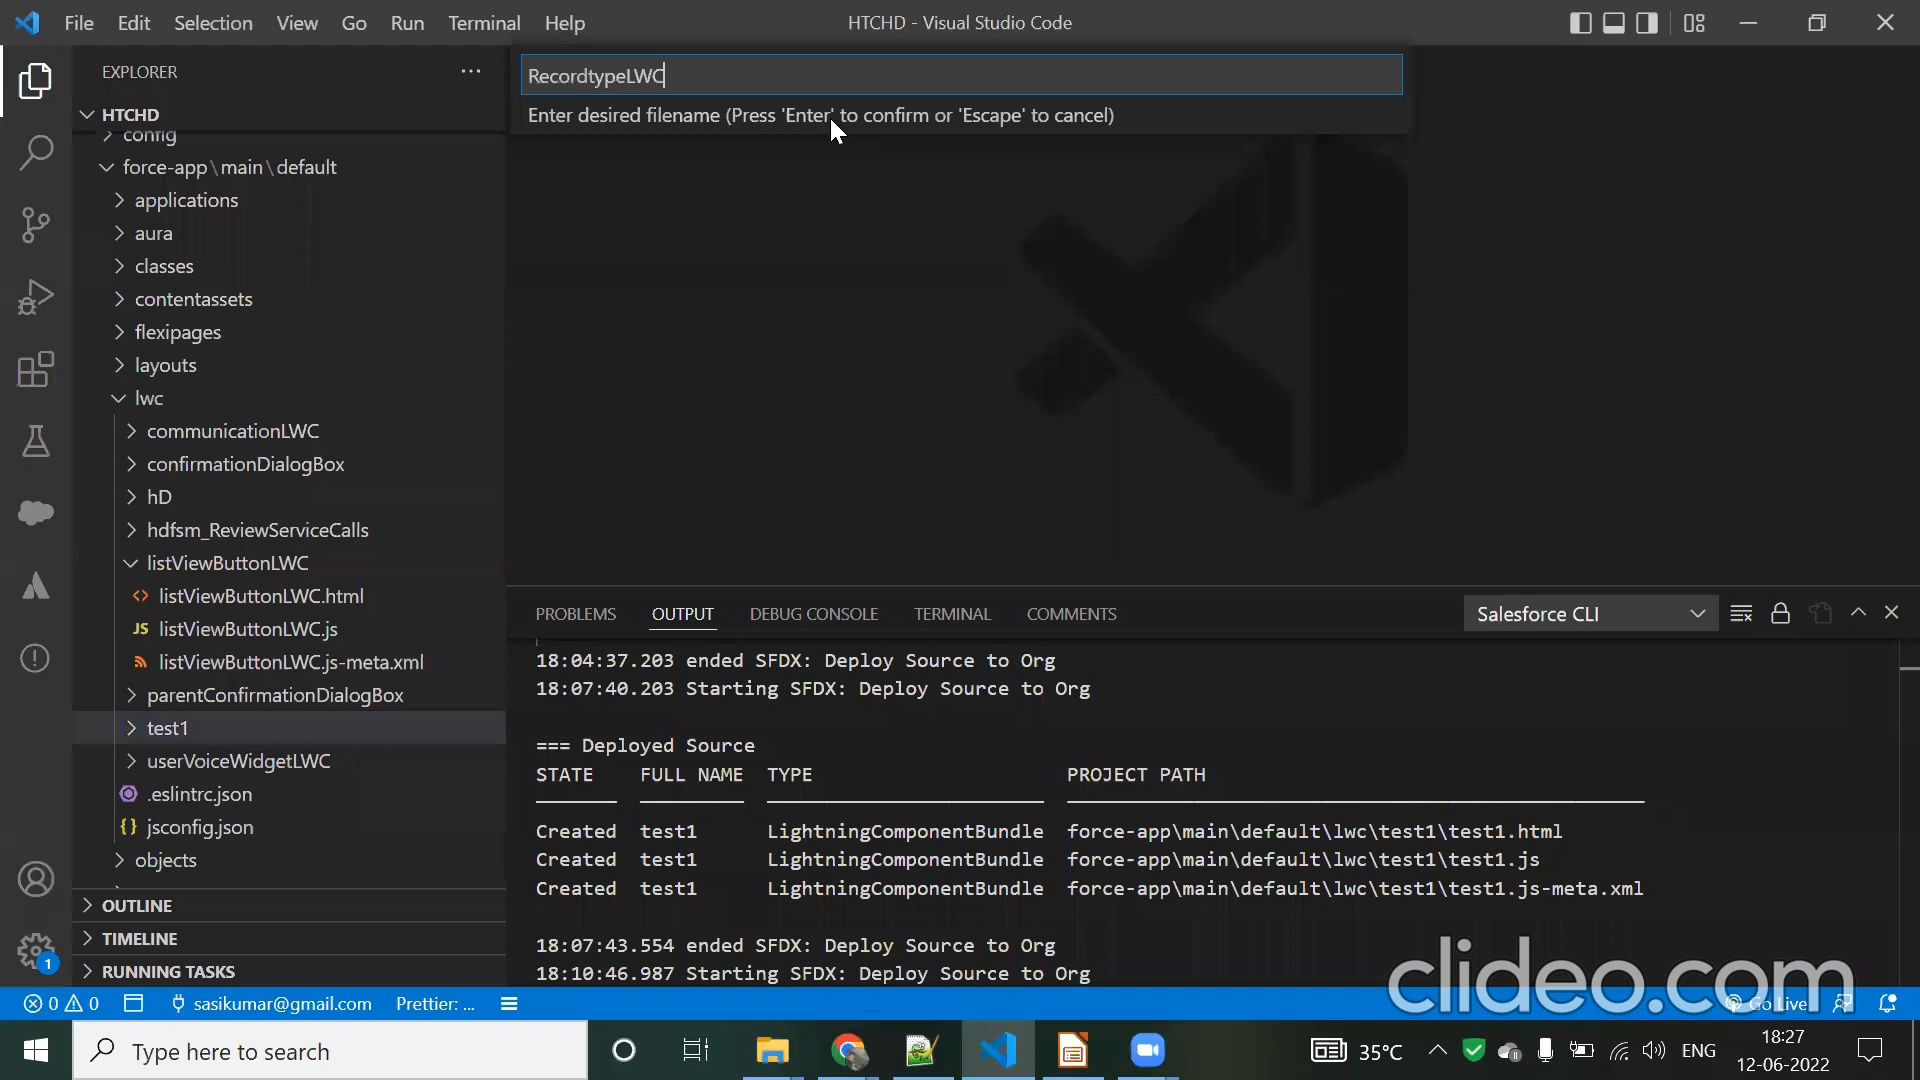 File Edit Selection View Go Run Terminal Help
HTCHD - Visual Studio Code
EXPLORER
RecordtypeLWC
Enter desired filename (Press 'Enter' to confirm or 'Escape' to cancel)
HTCHD
config
force-app\main\default
applications
aura
classes
contentassets
flexipages
layouts
lwc
communicationLWC
confirmationDialogBox
hD
hdfsm_ReviewServiceCalls
listViewButtonLWC
listViewButtonLWC.html
JS listViewButtonLWC.js
listViewButtonLWC.js-meta.xml
parentConfirmationDialogBox
test1
userVoiceWidgetLWC
.eslintrc.json
{} jsconfig.json
objects
OUTLINE
TIMELINE
RUNNING TASKS
PROBLEMS OUTPUT DEBUG CONSOLE TERMINAL COMMENTS
Salesforce CLI
18:04:37.203 ended SFDX: Deploy Source to Org
18:07:40.203 Starting SFDX: Deploy Source to Org
=== Deployed Source
STATE FULL NAME TYPE PROJECT PATH
Created test1 LightningComponentBundle force-app\main\default\lwc\test1\test1.html
Created test1 LightningComponentBundle force-app\main\default\lwc\test1\test1.js
Created test1 LightningComponentBundle force-app\main\default\lwc\test1\test1.js-meta.xml
18:07:43.554 ended SFDX: Deploy Source to Org
18:10:46.987 Starting SFDX: Deploy Source to Org
clideo.com
1
0 0 sasikumar@gmail.com Prettier: ...
Go Live
Type here to search
35°C
ENG
18:27
12-06-2022